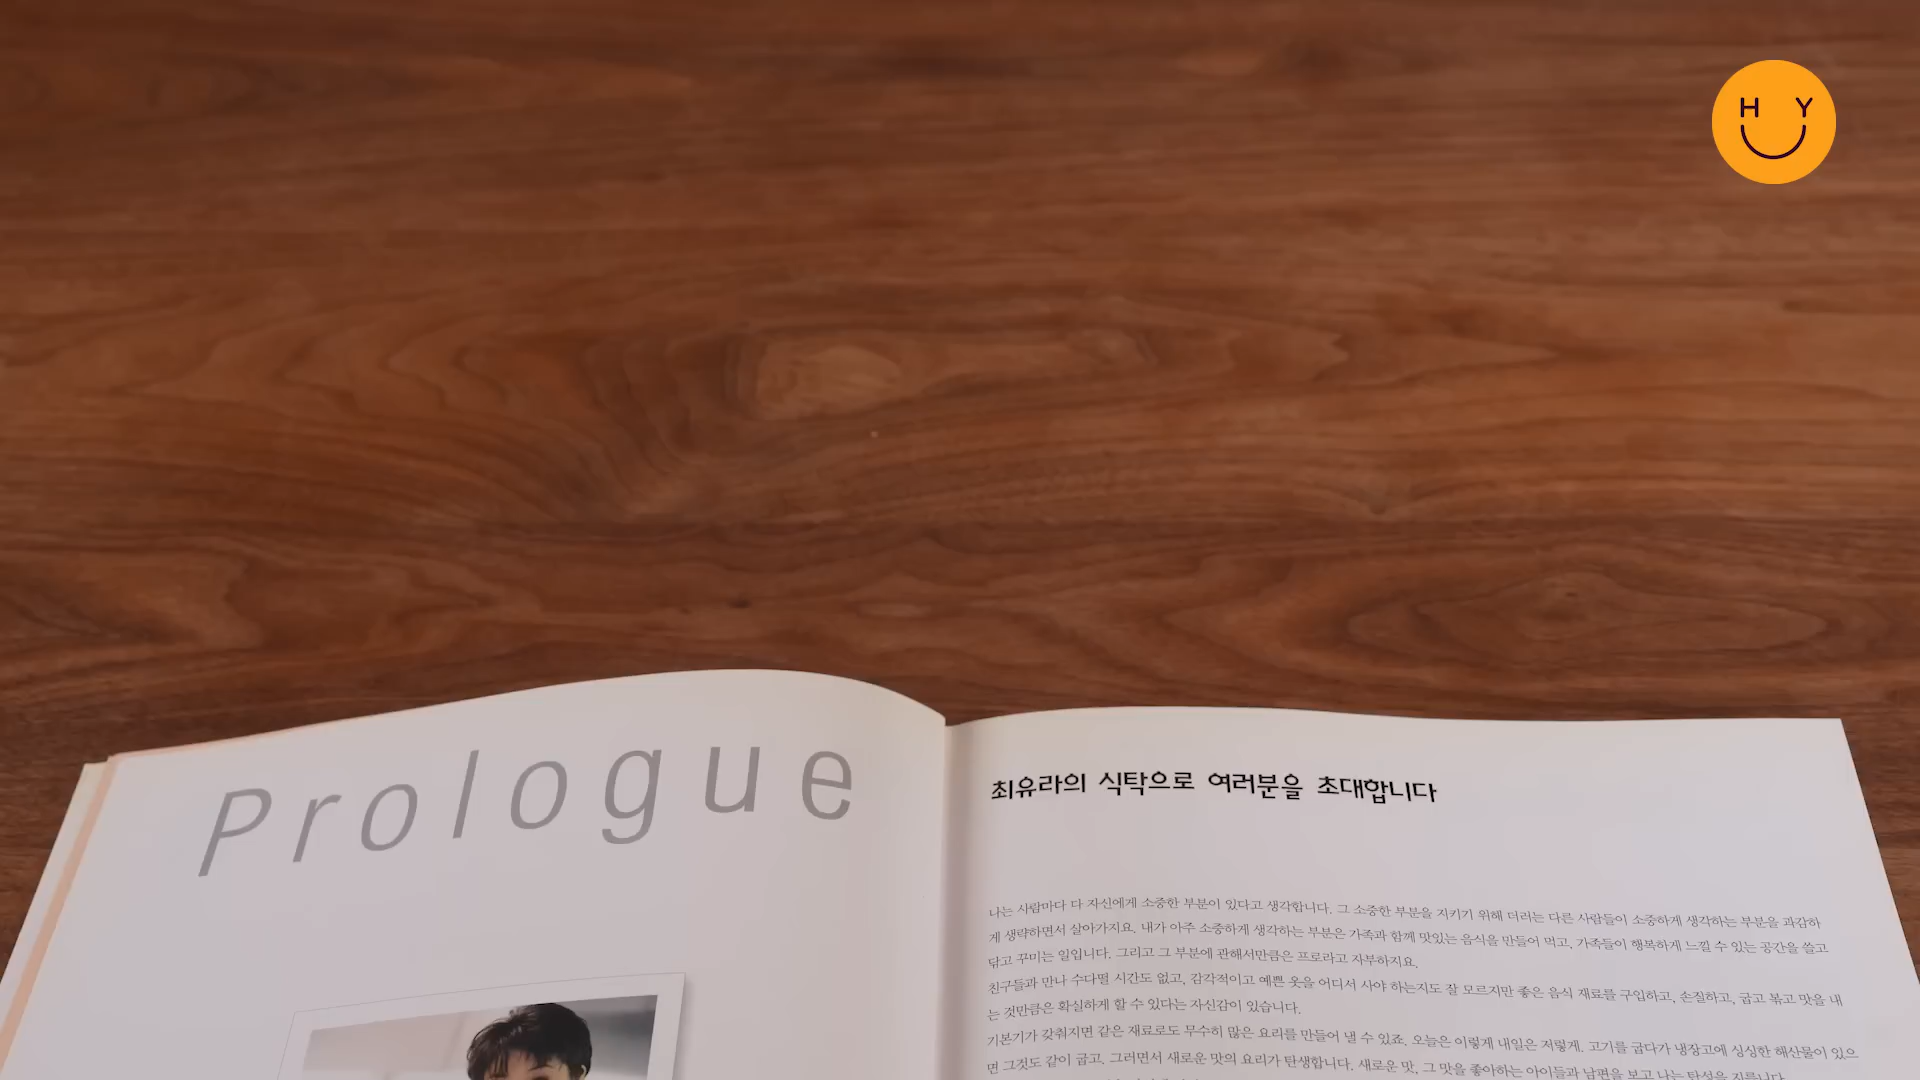 H Y
Prologue
최유라의 식탁으로 여러분을 초대합니다
나는 사람마다 다 자신에게 소중한 부분이 있다고 생각합니다. 그 소중한 부분을 지키기 위해 더러는 다른 사람들이 소중하게 생각하는 부분을 과감하
게 생략하면서 살아가지요. 내가 아주 소중하게 생각하는 부분은 가족과 함께 맛있는 음식을 만들어 먹고, 가족들이 행복하게 느낄 수 있는 공간을 쓸고
닦고 꾸미는 일입니다. 그리고 그 부분에 관해서만큼은 프로라고 자부하지요.
친구들과 만나 수다떨 시간도 없고, 감각적이고 예쁜 옷을 어디서 사야 하는지도 잘 모르지만 좋은 음식 재료를 구입하고, 손질하고, 굽고 볶고 맛을 내
는 것만큼은 확실하게 할 수 있다는 자신감이 있습니다.
기본기가 갖춰지면 같은 재료로도 무수히 많은 요리를 만들어 낼 수 있죠. 오늘은 이렇게 내일은 저렇게. 고기를 굽다가 냉장고에 싱싱한 해산물이 있으
면 그것도 같이 굽고. 그러면서 새로운 맛의 요리가 탄생합니다. 새로운 맛, 그 맛을 좋아하는 아이들과 남편을 보고 나는 탄성을 지릅니다.